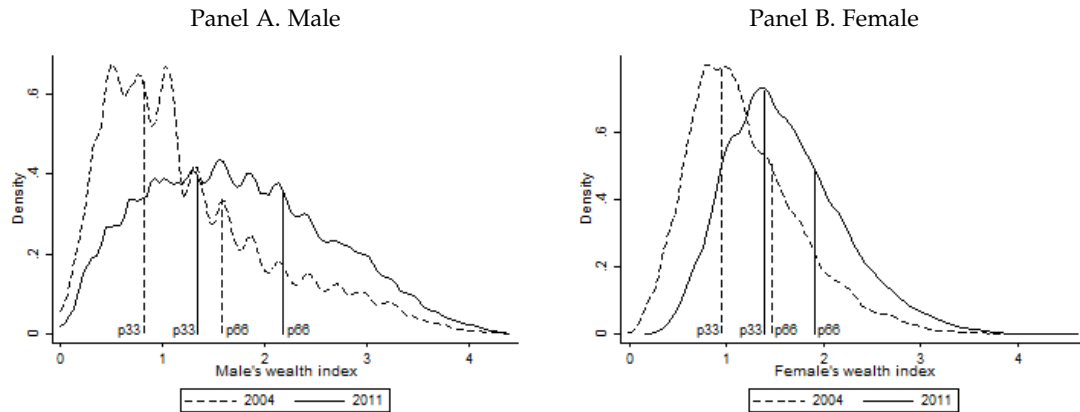 Panel A. Male
Density
0 .2 .4 .6
p33 p33 p66 p66
0 1 2 3 4
Male's wealth index
2004 2011
Panel B. Female
Density
0 .2 .4 .6
p33 p33 p66 p66
0 1 2 3 4
Female's wealth index
2004 2011